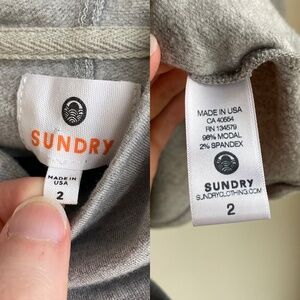 SUNDRY
MADE IN
USA
2
MADE IN USA
CA 40554
RN 134579
98% MODAL
2% SPANDEX
SUNDRY
SUNDRYCLOTHING.COM
2